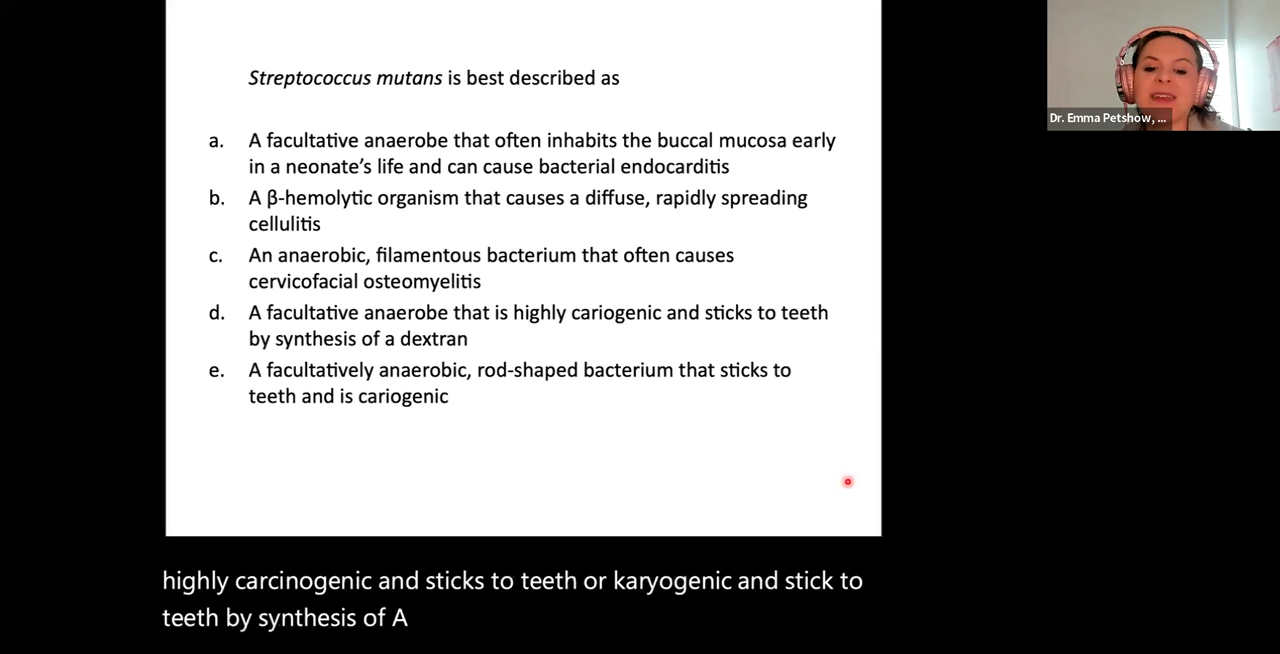 Streptococcus mutans is best described as
a. A facultative anaerobe that often inhabits the buccal mucosa early
in a neonate's life and can cause bacterial endocarditis
b. A β-hemolytic organism that causes a diffuse, rapidly spreading
cellulitis
c. An anaerobic, filamentous bacterium that often causes
cervicofacial osteomyelitis
d. A facultative anaerobe that is highly cariogenic and sticks to teeth
by synthesis of a dextran
e. A facultatively anaerobic, rod-shaped bacterium that sticks to
teeth and is cariogenic
Dr. Emma Petshow, ...
highly carcinogenic and sticks to teeth or karyogenic and stick to
teeth by synthesis of A